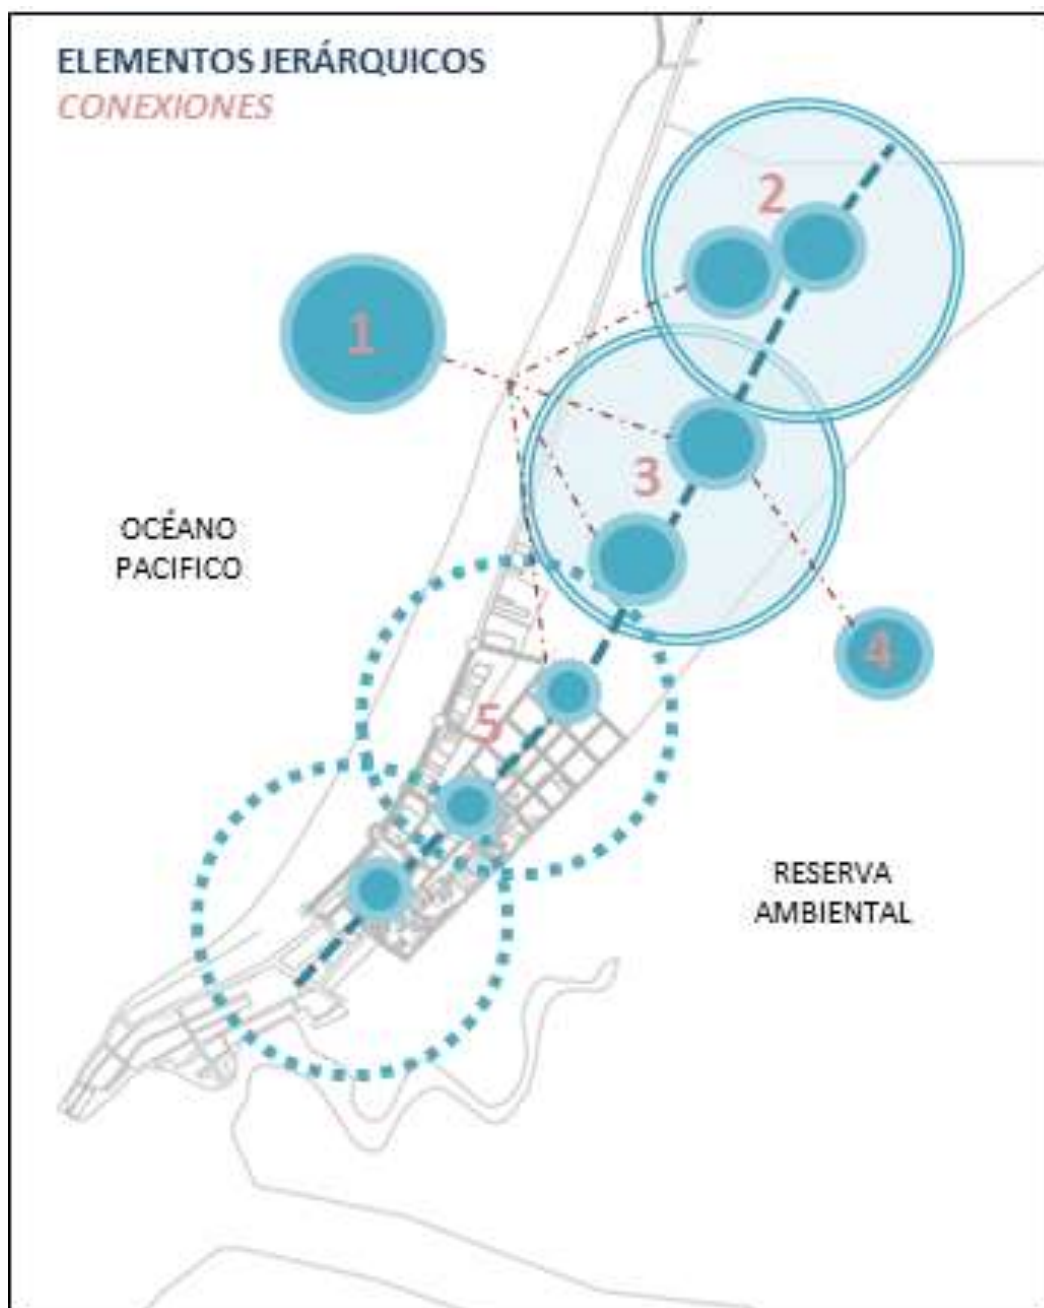 ELEMENTOS JERÁRQUICOS
CONEXIONES
2
1
3
OCÉANO
PACIFICO
4
5
RESERVA
AMBIENTAL